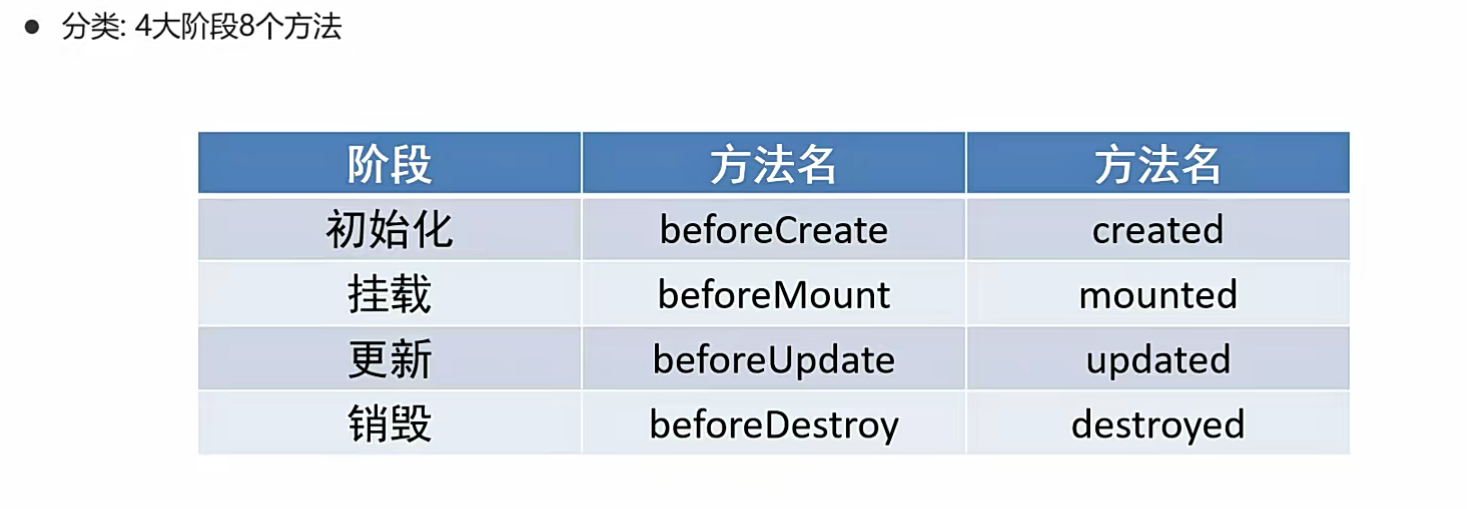 ● 分类: 4大阶段8个方法
阶段 方法名 方法名
初始化 beforeCreate created
挂载 beforeMount mounted
更新 beforeUpdate updated
销毁 beforeDestroy destroyed